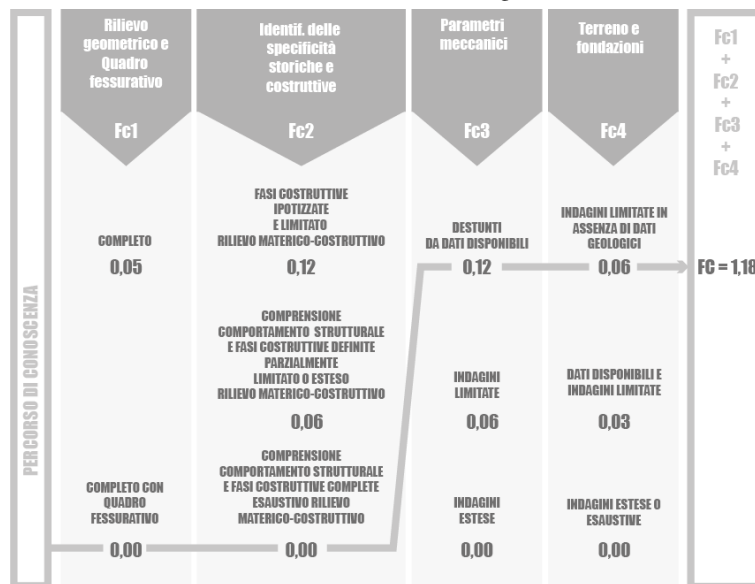 Rilievo
geometrico e
Quadro
fessurativo
Fc1
Identif. delle
specificità
storiche e
costruttive
Fc2
Parametri
meccanici
Fc3
Terreno e
fondazioni
Fc4
Fc1
+
Fc2
+
Fc3
+
Fc4
PERCORSO DI CONOSCENZA
COMPLETO
0,05
FASI COSTRUTTIVE
IPOTIZZATE
E LIMITATO
RILIEVO MATERICO-COSTRUTTIVO
0,12
DESTUNTI
DA DATI DISPONIBILI
0,12
INDAGINI LIMITATE IN
ASSENZA DI DATI
GEOLOGICI
0,06
FC = 1,18
COMPRENSIONE
COMPORTAMENTO STRUTTURALE
E FASI COSTRUTTIVE DEFINITE
PARZIALMENTE
LIMITATO O ESTESO
RILIEVO MATERICO-COSTRUTTIVO
0,06
INDAGINI
LIMITATE
0,06
DATI DISPONIBILI E
INDAGINI LIMITATE
0,03
COMPLETO CON
QUADRO
FESSURATIVO
0,00
COMPRENSIONE
COMPORTAMENTO STRUTTURALE
E FASI COSTRUTTIVE COMPLETE
ESAUSTIVO RILIEVO
MATERICO-COSTRUTTIVO
0,00
INDAGINI
ESTESE
0,00
INDAGINI ESTESE O
ESAUSTIVE
0,00